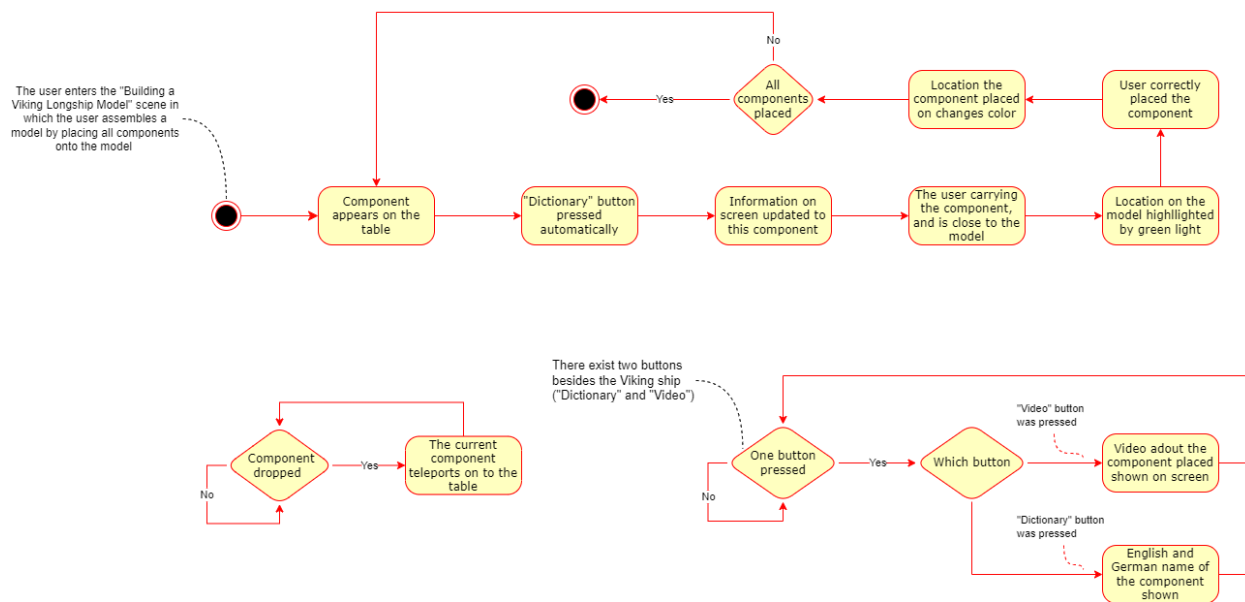 No
The user enters the "Building a
Viking Longship Model" scene in
which the user assembles a
model by placing all components
onto the model
Yes
All
components
placed
Location the
component placed
on changes color
User correctly
placed the
component
Component
appears on the
table
"Dictionary" button
pressed
automatically
Information on
screen updated to
this component
The user carrying
the component,
and is close to the
model
Location on the
model highllighted
by green light
There exist two buttons
besides the Viking ship
("Dictionary" and "Video")
Component
dropped
Yes
No
The current
component
teleports on to the
table
One button
pressed
Yes
No
Which button
"Video" button
was pressed
Video adout the
component placed
shown on screen
"Dictionary" button
was pressed
English and
German name of
the component
shown